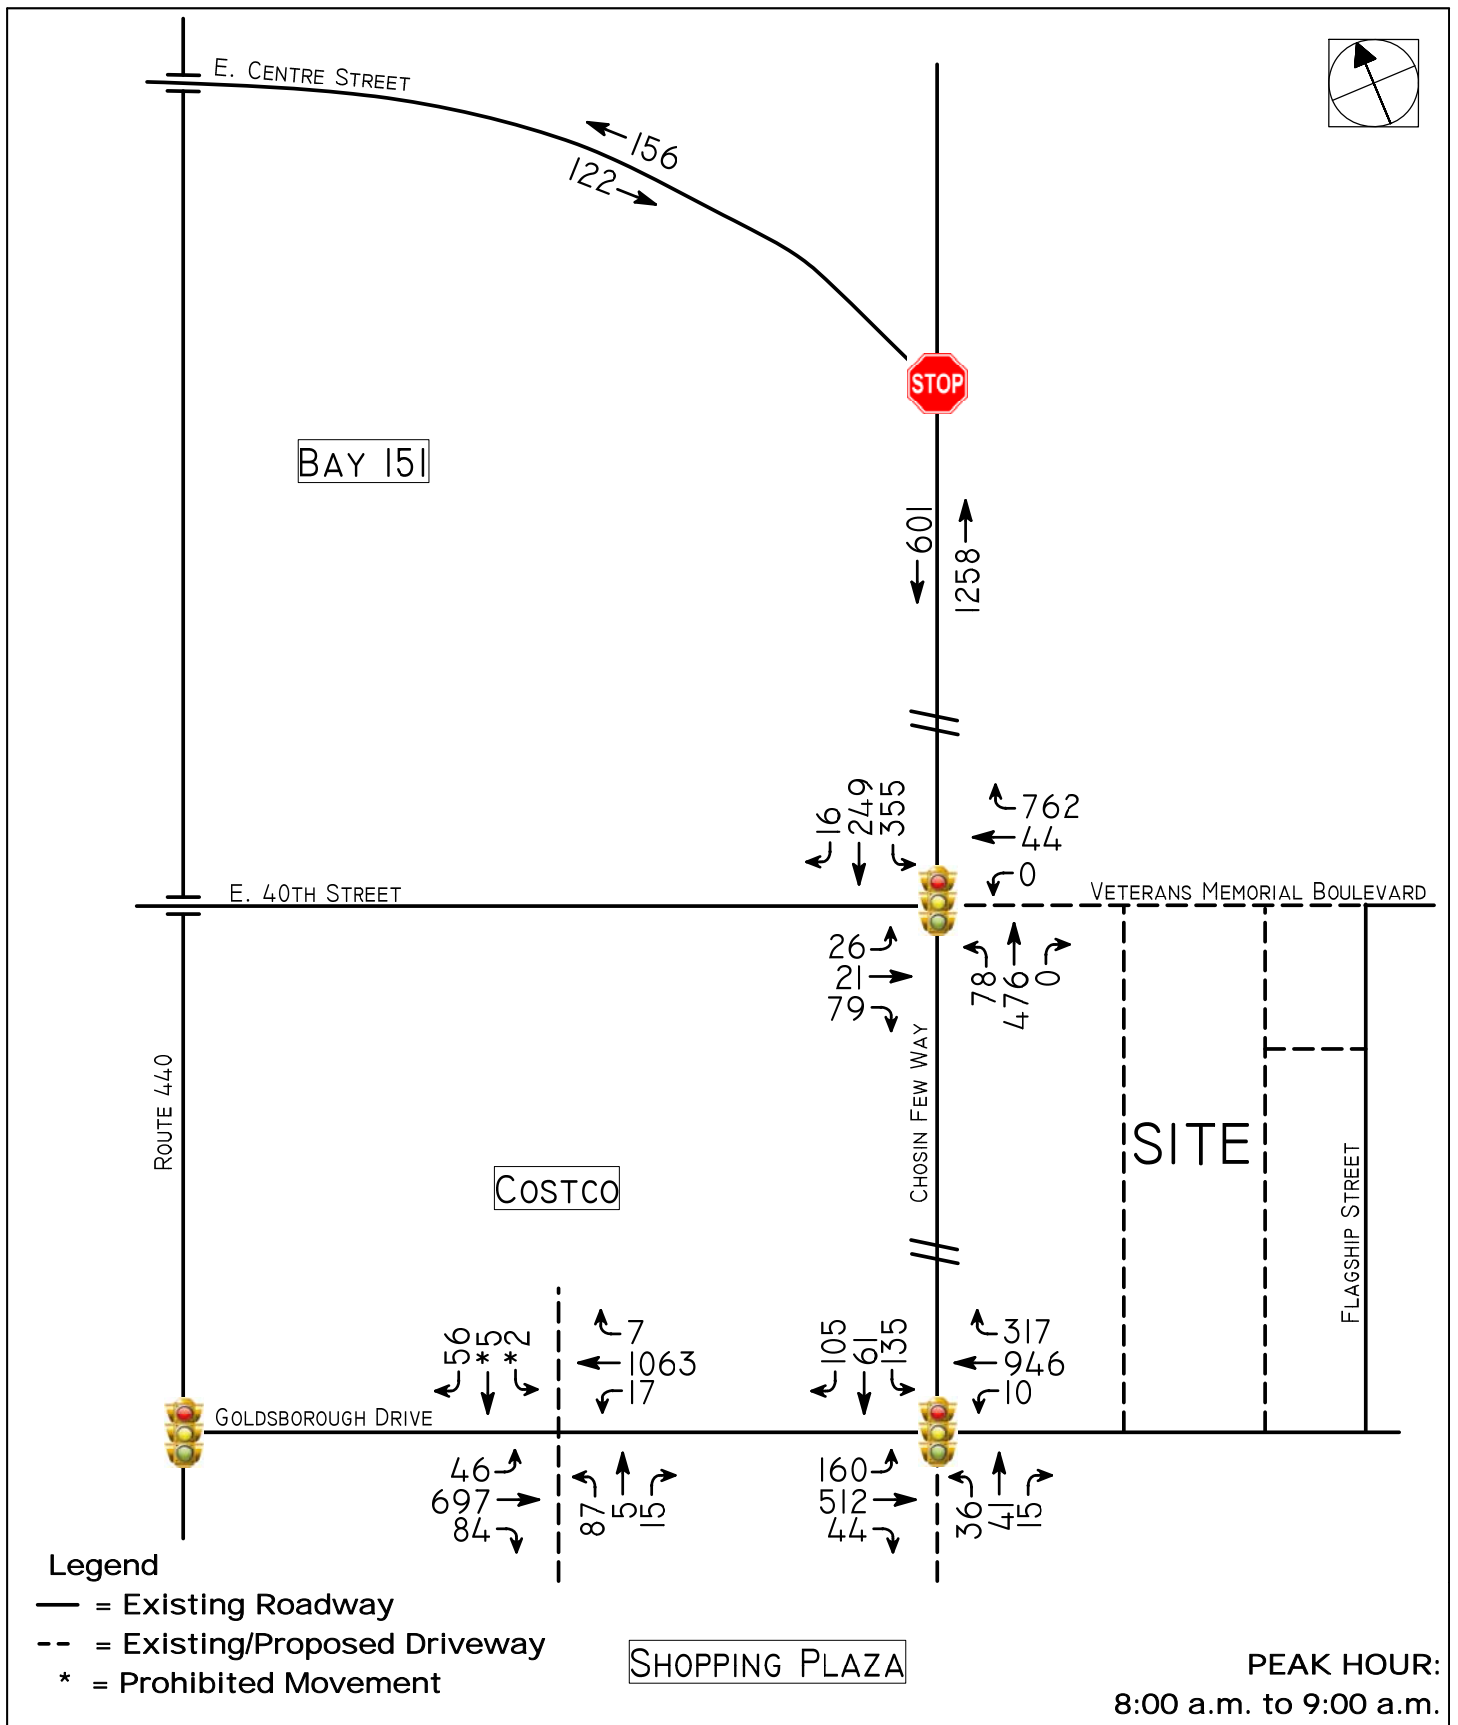 E. CENTRE STREET
156
122
STOP
BAY 151
601
1258
16
249
355
762
44
0
E. 40TH STREET
VETERANS MEMORIAL BOULEVARD
26
21
79
78
476
0
CHOSIN FEW WAY
ROUTE 440
SITE
COSTCO
FLAGSHIP STREET
56
*5
*2
7
1063
17
105
61
135
317
946
10
GOLDSBOROUGH DRIVE
46
697
84
87
5
15
160
512
44
36
41
15
Legend
= Existing Roadway
= Existing/Proposed Driveway
* = Prohibited Movement
SHOPPING PLAZA
PEAK HOUR:
8:00 a.m. to 9:00 a.m.